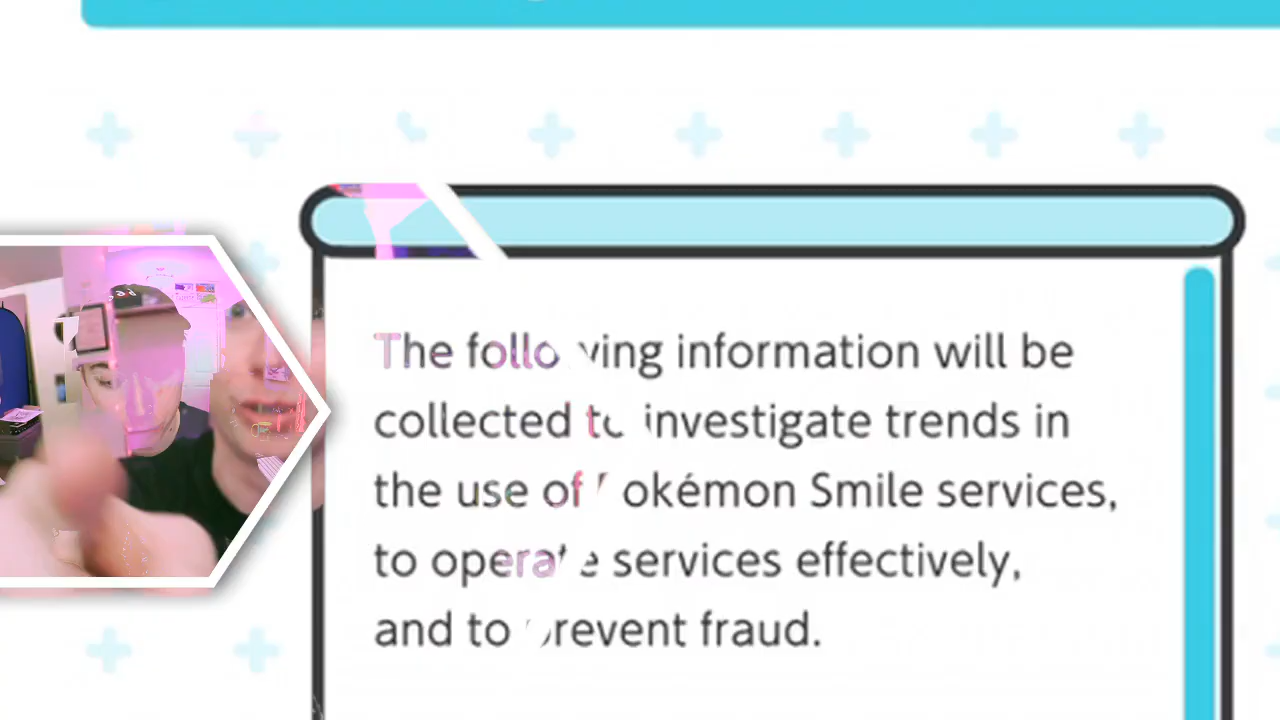 The following information will be
collected to investigate trends in
the use of Pokémon Smile services,
to operate services effectively,
and to prevent fraud.